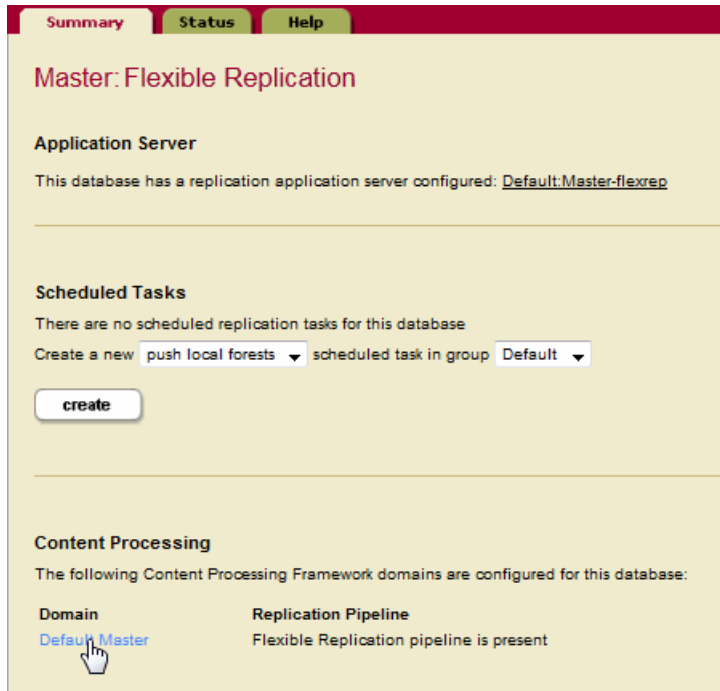 Summary Status Help
Master: Flexible Replication
Application Server
This database has a replication application server configured: Default:Master-flexrep
Scheduled Tasks
There are no scheduled replication tasks for this database
Create a new push local forests scheduled task in group Default
create
Content Processing
The following Content Processing Framework domains are configured for this database:
Domain Replication Pipeline
Default Master Flexible Replication pipeline is present